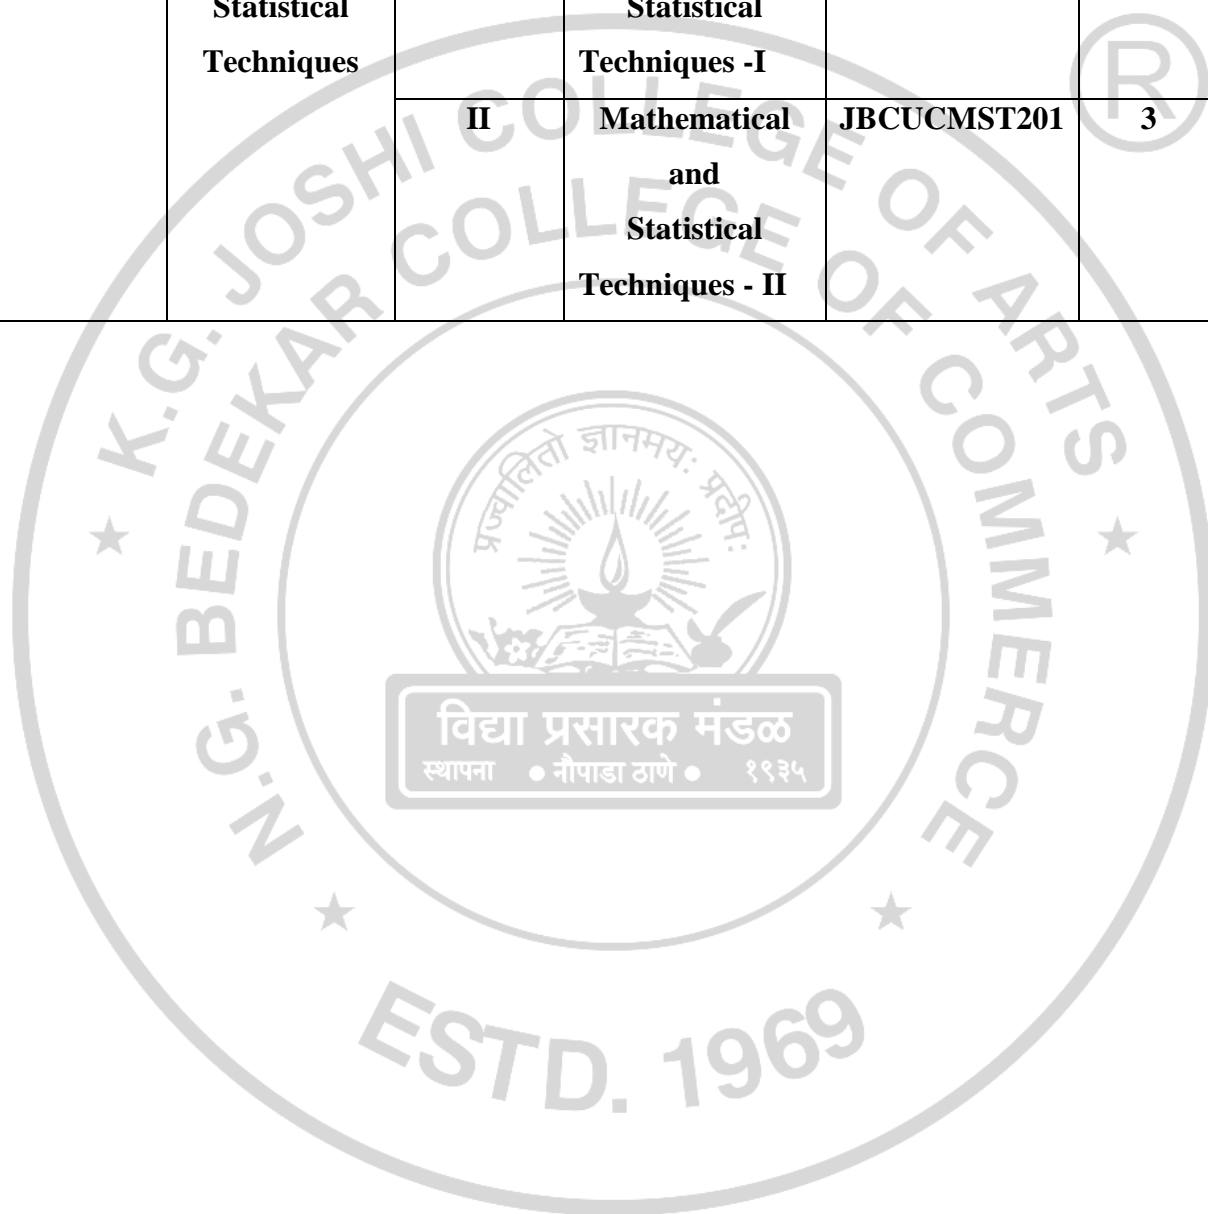 Statistical
Techniques
Statistical
Techniques -I
II
Mathematical
and
Statistical
Techniques - II
JBCUCMST201
3
R
K.G. JOSHI COLLEGE OF ARTS
N.G. BEDEKAR COLLEGE OF COMMERCE
प्रज्वालितो ज्ञानमयः प्रदीपः
विद्या प्रसारक मंडळ
स्थापना ● नौपाडा ठाणे ● १९३५
ESTD. 1969